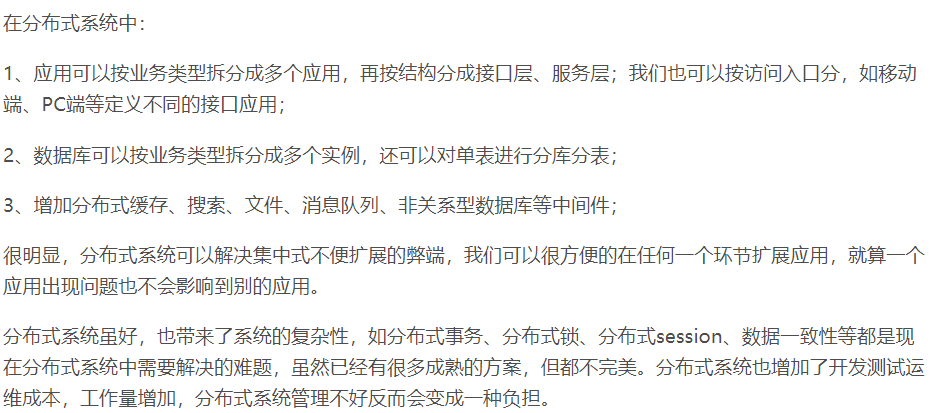 在分布式系统中：
1、应用可以按业务类型拆分成多个应用，再按结构分成接口层、服务层；我们也可以按访问入口分，如移动
端、PC端等定义不同的接口应用；
2、数据库可以按业务类型拆分成多个实例，还可以对单表进行分库分表；
3、增加分布式缓存、搜索、文件、消息队列、非关系型数据库等中间件；
很明显，分布式系统可以解决集中式不便扩展的弊端，我们可以很方便的在任何一个环节扩展应用，就算一个
应用出现问题也不会影响到别的应用。
分布式系统虽好，也带来了系统的复杂性，如分布式事务、分布式锁、分布式session、数据一致性等都是现
在分布式系统中需要解决的难题，虽然已经有很多成熟的方案，但都不完美。分布式系统也增加了开发测试运
维成本，工作量增加，分布式系统管理不好反而会变成一种负担。